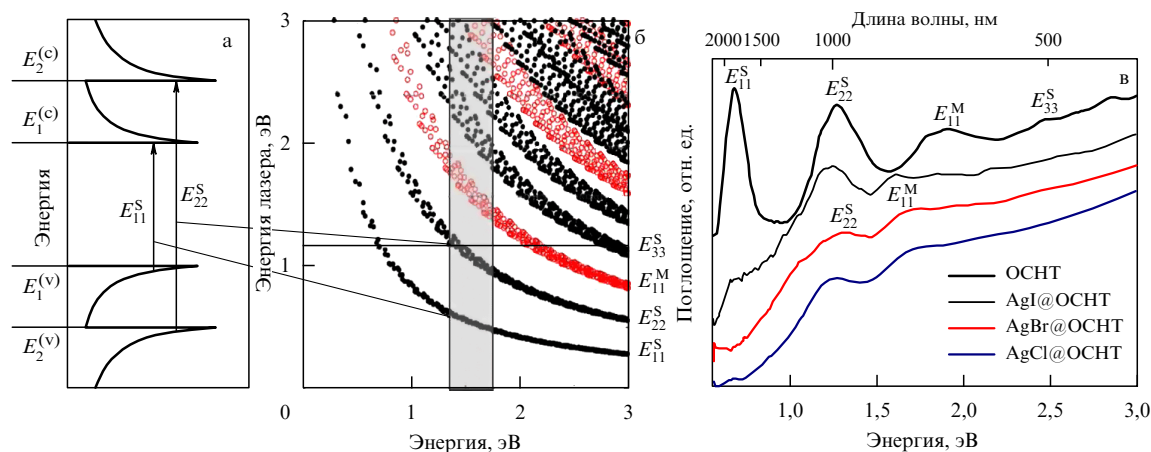 а
E₂⁽ᶜ⁾
E₁⁽ᶜ⁾
Энергия
E₁₁ˢ
E₂₂ˢ
E₁⁽ᵛ⁾
E₂⁽ᵛ⁾
б
Энергия лазера, эВ
3
2
1
0
1
2
3
Энергия, эВ
E₃₃ˢ
E₁₁ᴹ
E₂₂ˢ
E₁₁ˢ
Длина волны, нм
2000 1500 1000 500
в
E₁₁ˢ
E₂₂ˢ
E₁₁ᴹ
E₃₃ˢ
E₁₁ᴹ
E₂₂ˢ
Поглощение, отн. ед.
ОСНТ
AgI@ОСНТ
AgBr@ОСНТ
AgCl@ОСНТ
1,0 1,5 2,0 2,5 3,0
Энергия, эВ